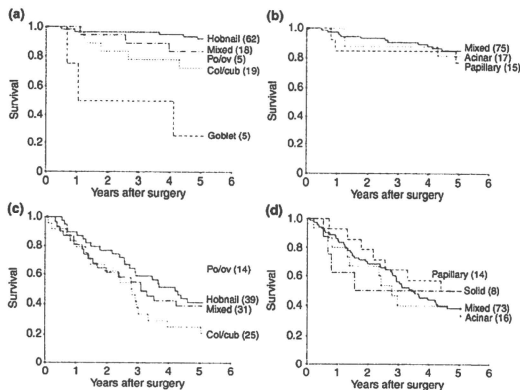 (a)
1.0
0.8
0.6
0.4
0.2
0
Survival
Hobnail (62)
Mixed (18)
Po/ov (5)
Col/cub (19)
Goblet (5)
0 1 2 3 4 5 6
Years after surgery
(b)
1.0
0.8
0.6
0.4
0.2
Survival
Mixed (75)
Acinar (17)
Papillary (15)
0 1 2 3 4 5 6
Years after surgery
(c)
1.0
0.8
0.6
0.4
0.2
0
Survival
Po/ov (14)
Hobnail (39)
Mixed (31)
Col/cub (25)
0 1 2 3 4 5 6
Years after surgery
(d)
1.0
0.8
0.6
0.4
0.2
0
Survival
Papillary (14)
Solid (8)
Mixed (73)
Acinar (16)
0 1 2 3 4 5 6
Years after surgery